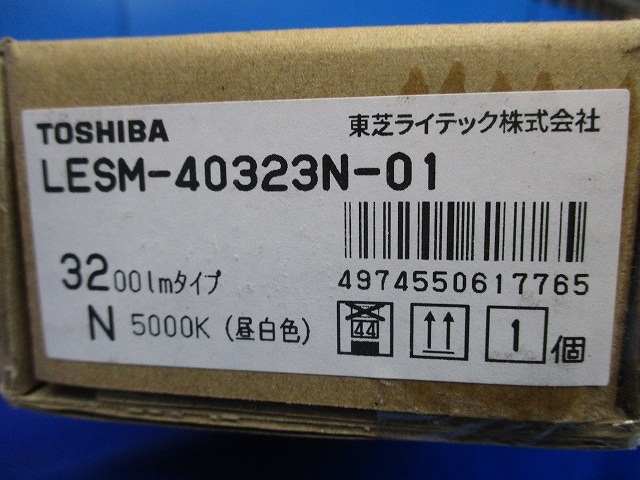 TOSHIBA 東芝ライテック株式会社
LESM-40323N-01
4974550617765
3200lmタイプ
N 5000K (昼白色)
44
1個